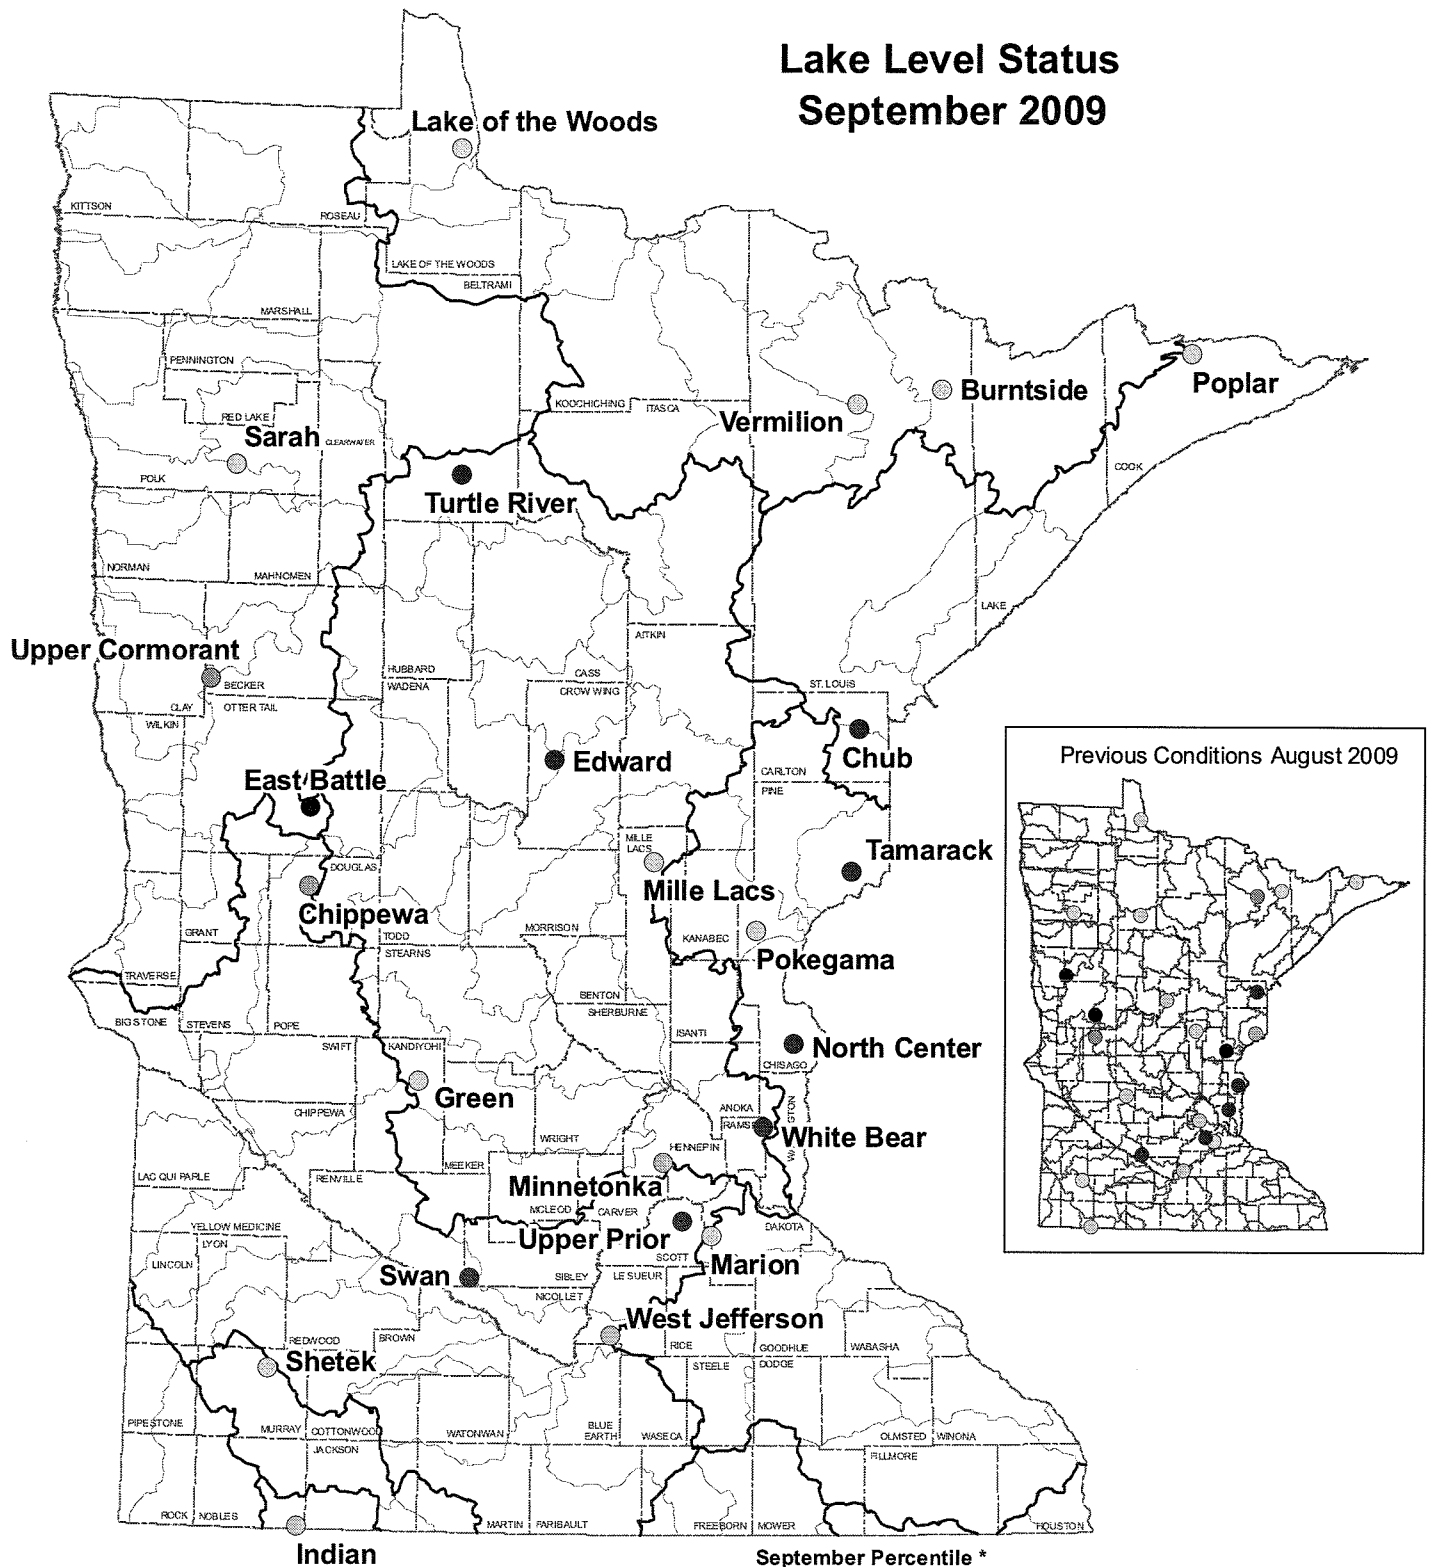 Lake Level Status
September 2009
Lake of the Woods
KITTSON
ROSEAU
LAKE OF THE WOODS
BELTRAMI
MARSHALL
PENNINGTON
Poplar
Burntside
RED LAKE
KOOCHICHING
ITASCA
Vermilion
Sarah
CLEARWATER
POLK
COOK
Turtle River
NORMAN
MAHNOMEN
LAKE
AITKIN
Upper Cormorant
HUBBARD
CASS
BECKER
WADENA
CROW WING
ST. LOUIS
CLAY
OTTER TAIL
WILKIN
Chub
Edward
CARLTON
East Battle
PINE
Previous Conditions August 2009
MILLE
LACS
Tamarack
DOUGLAS
Mille Lacs
Chippewa
GRANT
TODD
MORRISON
KANABEC
STEARNS
Pokegama
TRAVERSE
BENTON
BIG STONE
STEVENS
POPE
SHERBURNE
ISANTI
SWIFT
KANDIYOHI
North Center
CHISAGO
Green
CHIPPEWA
ANOKA
WRIGHT
White Bear
HENNEPIN
LAC QUI PARLE
RENVILLE
MEEKER
Minnetonka
MCLEOD
CARVER
YELLOW MEDICINE
DAKOTA
LYON
Upper Prior
SCOTT
LINCOLN
Marion
Swan
SIBLEY
LE SUEUR
NICOLLET
West Jefferson
REDWOOD
BROWN
RICE
GOODHUE
WABASHA
Shetek
STEELE
DODGE
PIPESTONE
MURRAY
COTTONWOOD
WATONWAN
BLUE
EARTH
WASECA
OLMSTED
WINONA
JACKSON
FILLMORE
ROCK
NOBLES
MARTIN
FARIBAULT
FREEBORN
MOWER
HOUSTON
Indian
September Percentile *